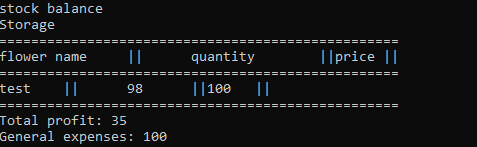 stock balance
Storage
==================================================
flower name     ||      quantity        ||price ||
==================================================
test    ||      98      ||100   ||
==================================================
Total profit: 35
General expenses: 100